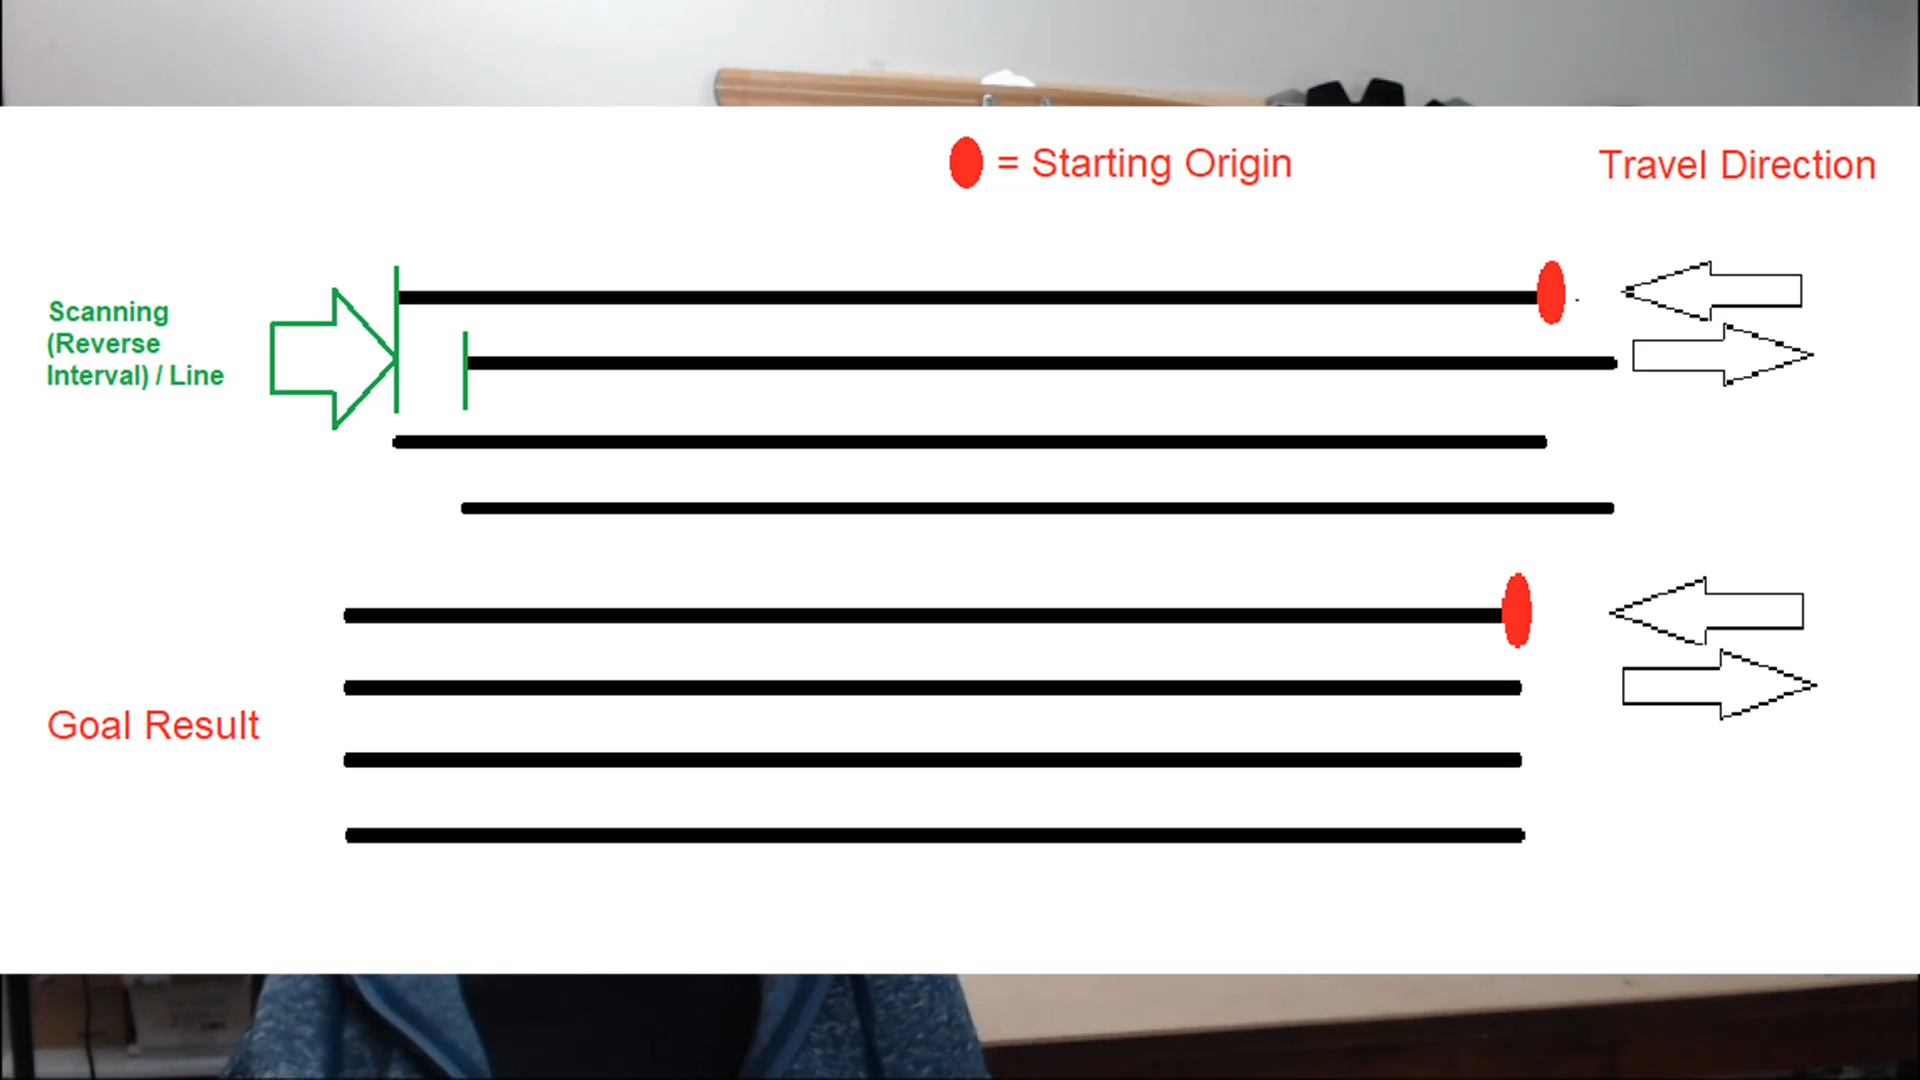 = Starting Origin
Travel Direction
Scanning
(Reverse
Interval) / Line
Goal Result